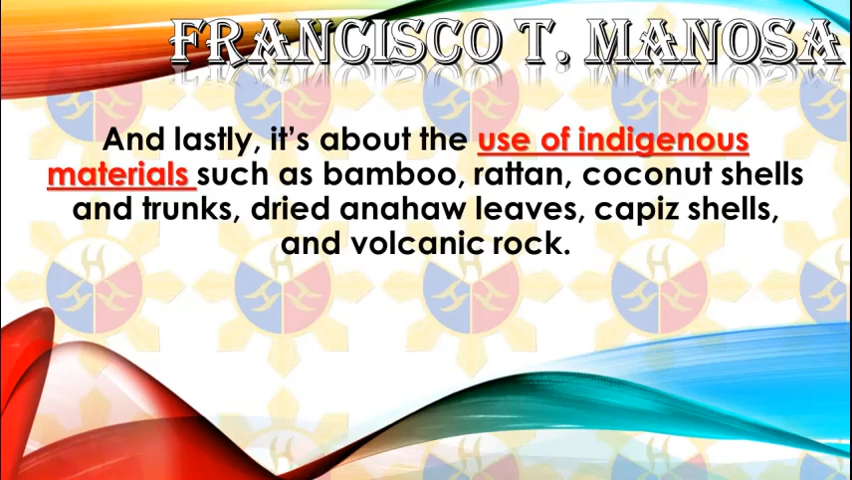 FRANCISCO T. MANOSA
And lastly, it's about the use of indigenous
materials such as bamboo, rattan, coconut shells
and trunks, dried anahaw leaves, capiz shells,
and volcanic rock.